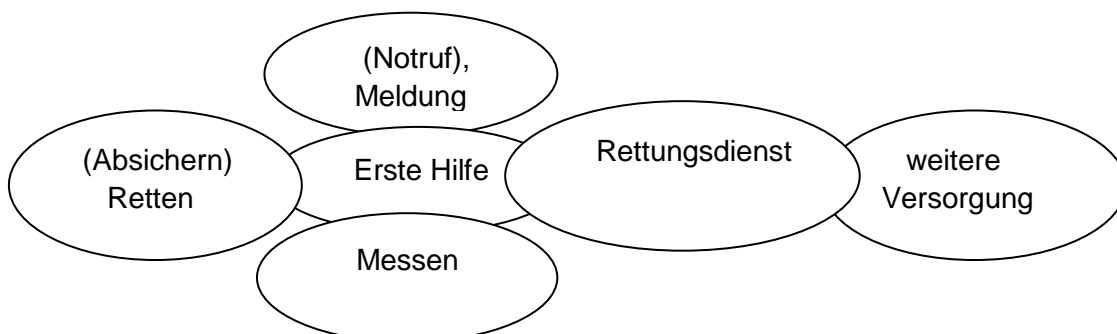 (Absichern)
Retten
(Notruf),
Meldung
Erste Hilfe
Messen
Rettungsdienst
weitere
Versorgung